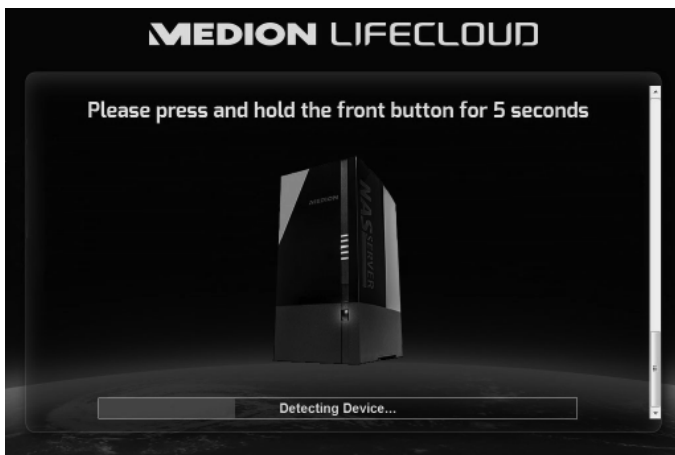 MEDION LIFECLOUD
Please press and hold the front button for 5 seconds
MEDION
NAS SERVER
Detecting Device...